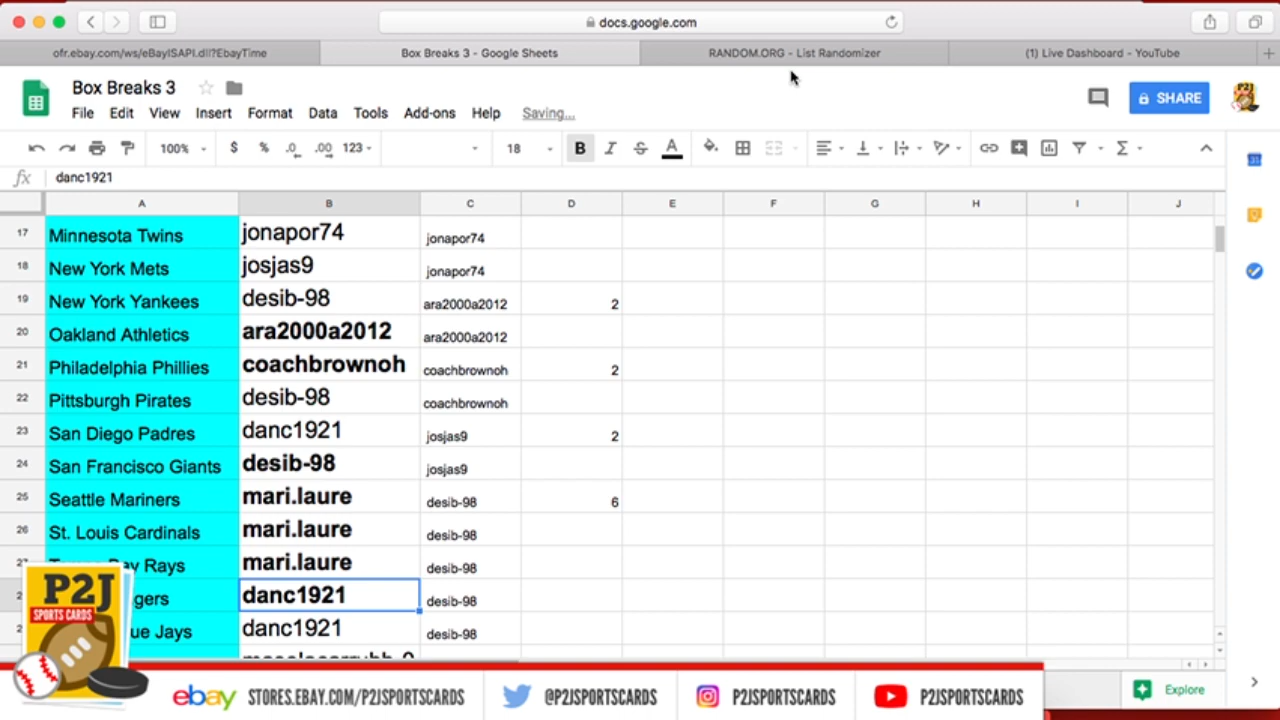 docs.google.com
ofr.ebay.com/ws/eBayISAPI.dll?EbayTime
Box Breaks 3 - Google Sheets
RANDOM.ORG - List Randomizer
(1) Live Dashboard - YouTube
Box Breaks 3
SHARE
File Edit View Insert Format Data Tools Add-ons Help Saving...
100% $ % .0 .00 123 18 B I S A
fx danc1921
A B C D E F G H I J
17 Minnesota Twins jonapor74 jonapor74
18 New York Mets josjas9 jonapor74
19 New York Yankees desib-98 ara2000a2012 2
20 Oakland Athletics ara2000a2012 ara2000a2012
21 Philadelphia Phillies coachbrownoh coachbrownoh 2
22 Pittsburgh Pirates desib-98 coachbrownoh
23 San Diego Padres danc1921 josjas9 2
24 San Francisco Giants desib-98 josjas9
25 Seattle Mariners mari.laure desib-98 6
26 St. Louis Cardinals mari.laure desib-98
Rays mari.laure desib-98
danc1921 desib-98
Jays danc1921 desib-98
P2J
SPORTS CARDS
Explore
ebay STORES.EBAY.COM/P2JSPORTSCARDS @P2JSPORTSCARDS P2JSPORTSCARDS P2JSPORTSCARDS